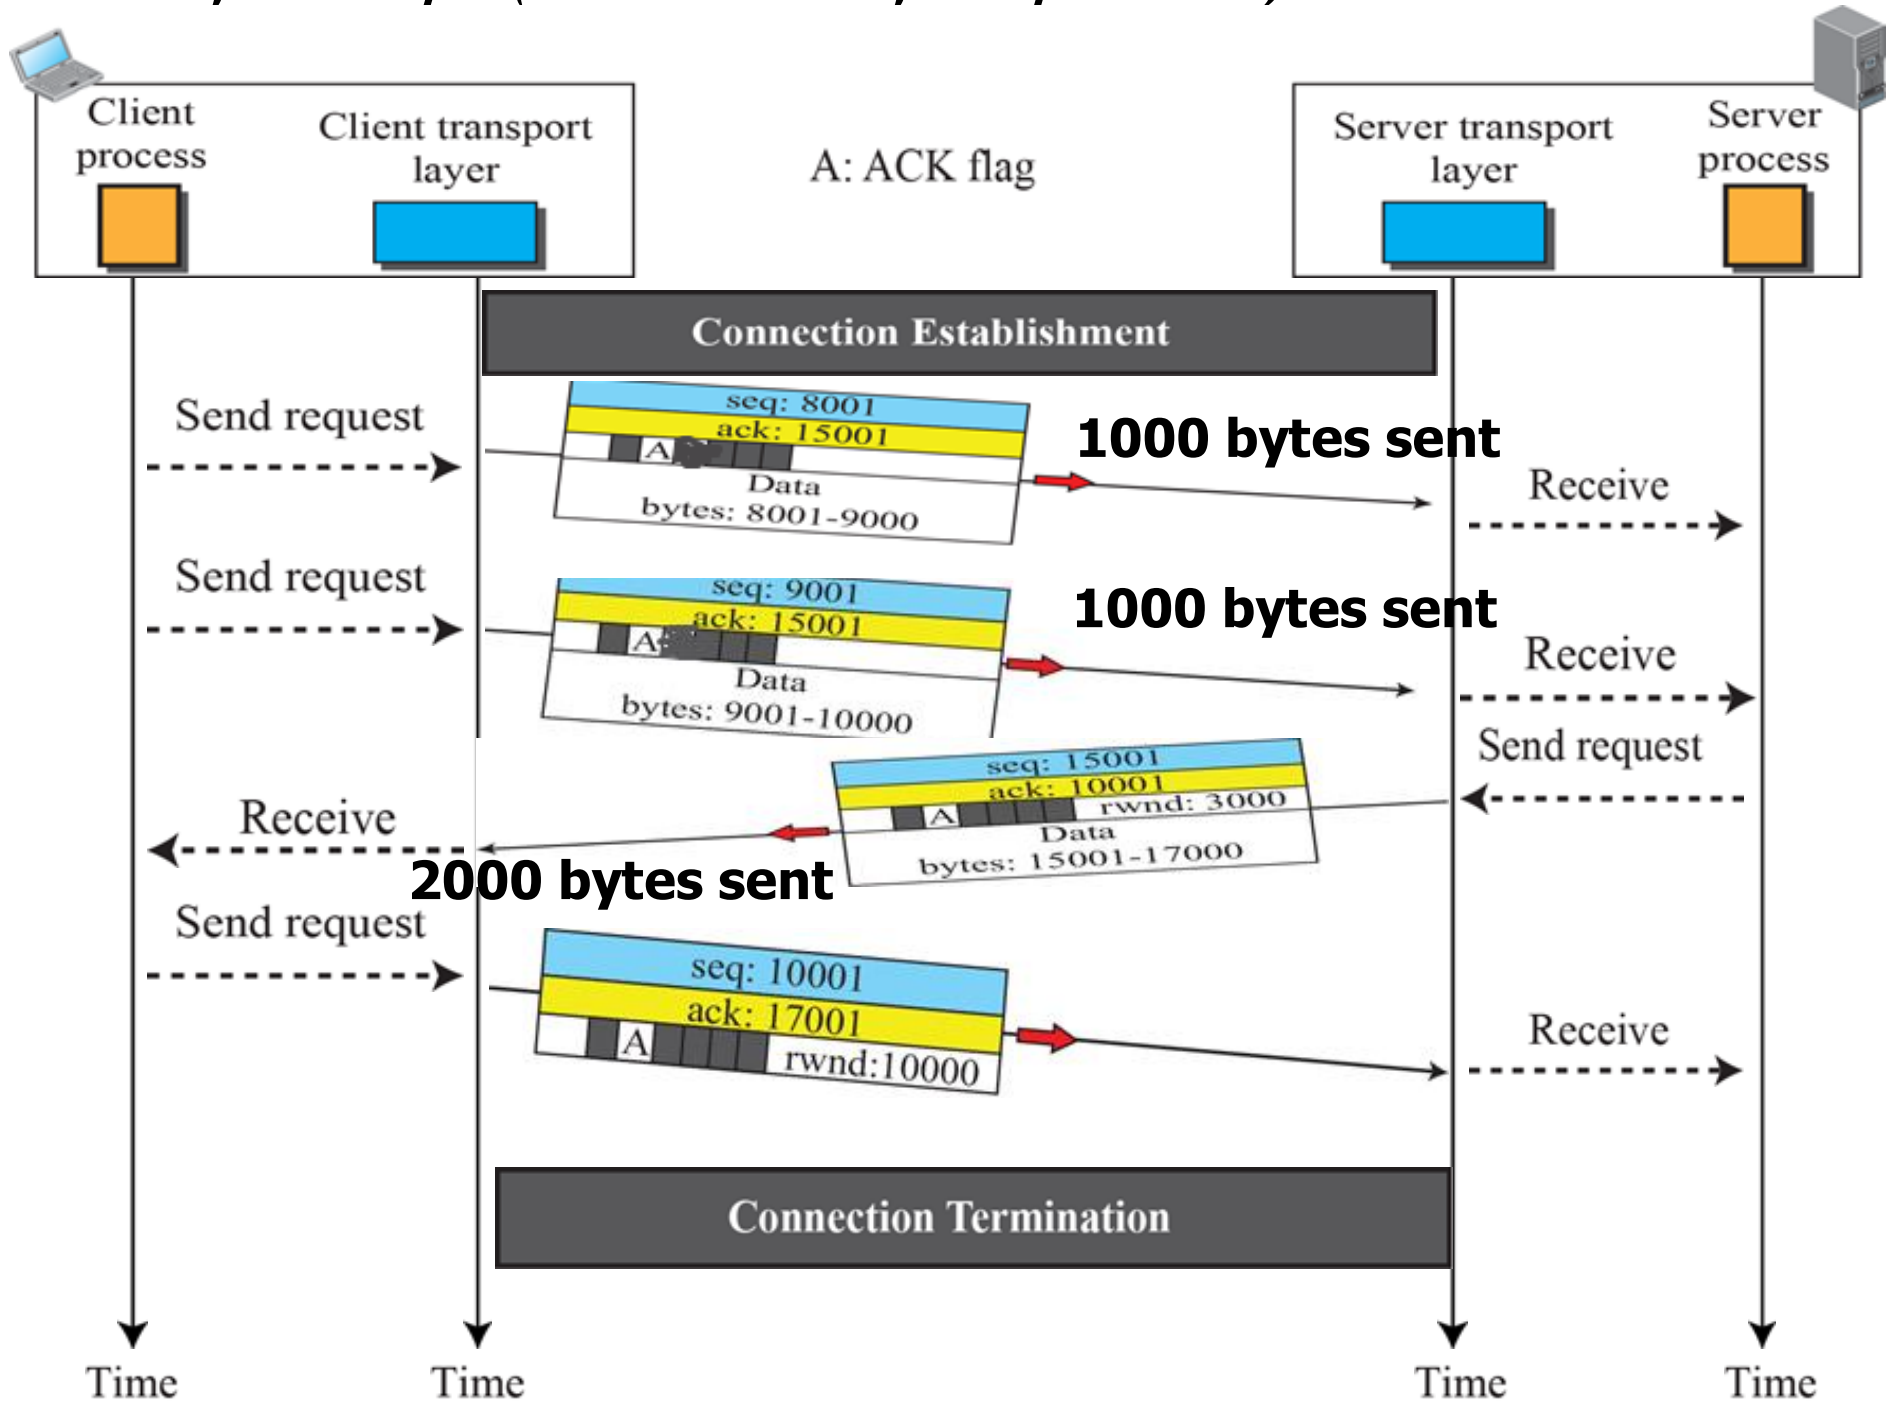 Client
process
Client transport
layer
A: ACK flag
Server transport
layer
Server
process
Connection Establishment
Send request
seq: 8001
ack: 15001
A
Data
bytes: 8001-9000
1000 bytes sent
Receive
Send request
seq: 9001
ack: 15001
A
Data
bytes: 9001-10000
1000 bytes sent
Receive
Send request
seq: 15001
ack: 10001
A rwnd: 3000
Data
bytes: 15001-17000
Receive
2000 bytes sent
Send request
seq: 10001
ack: 17001
A rwnd:10000
Receive
Connection Termination
Time
Time
Time
Time